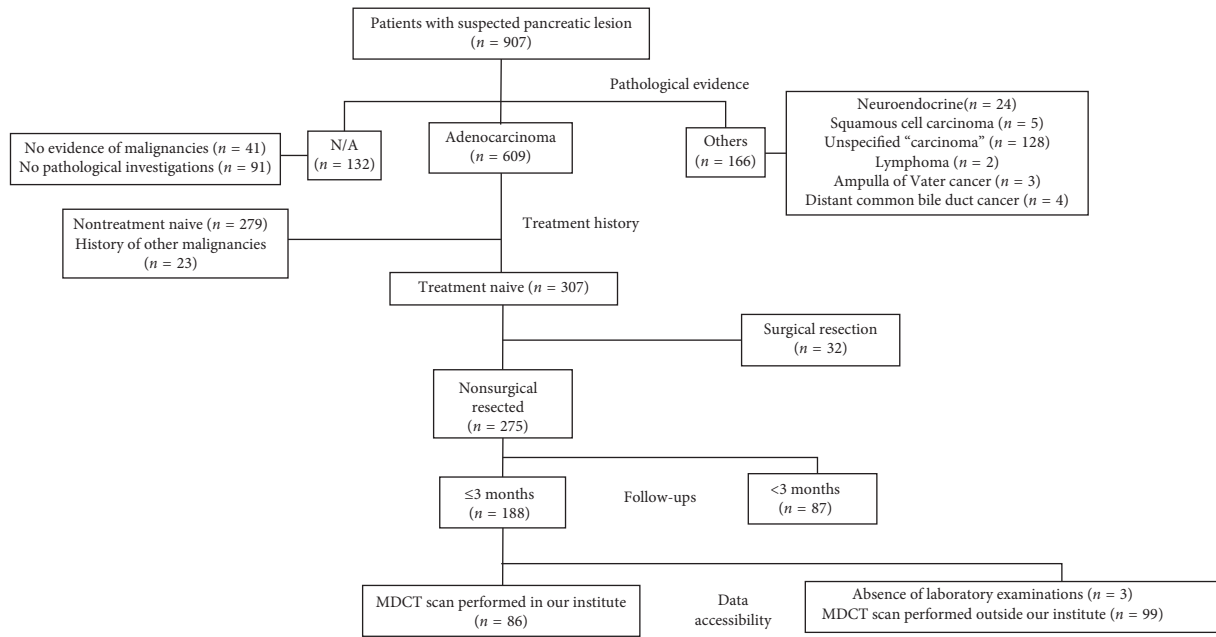 Patients with suspected pancreatic lesion
(n = 907)
Pathological evidence
No evidence of malignancies (n = 41)
No pathological investigations (n = 91)
N/A
(n = 132)
Adenocarcinoma
(n = 609)
Others
(n = 166)
Neuroendocrine(n = 24)
Squamous cell carcinoma (n = 5)
Unspecified “carcinoma” (n = 128)
Lymphoma (n = 2)
Ampulla of Vater cancer (n = 3)
Distant common bile duct cancer (n = 4)
Nontreatment naive (n = 279)
History of other malignancies
(n = 23)
Treatment history
Treatment naive (n = 307)
Surgical resection
(n = 32)
Nonsurgical
resected
(n = 275)
≤3 months
(n = 188)
Follow-ups
<3 months
(n = 87)
MDCT scan performed in our institute
(n = 86)
Data
accessibility
Absence of laboratory examinations (n = 3)
MDCT scan performed outside our institute (n = 99)